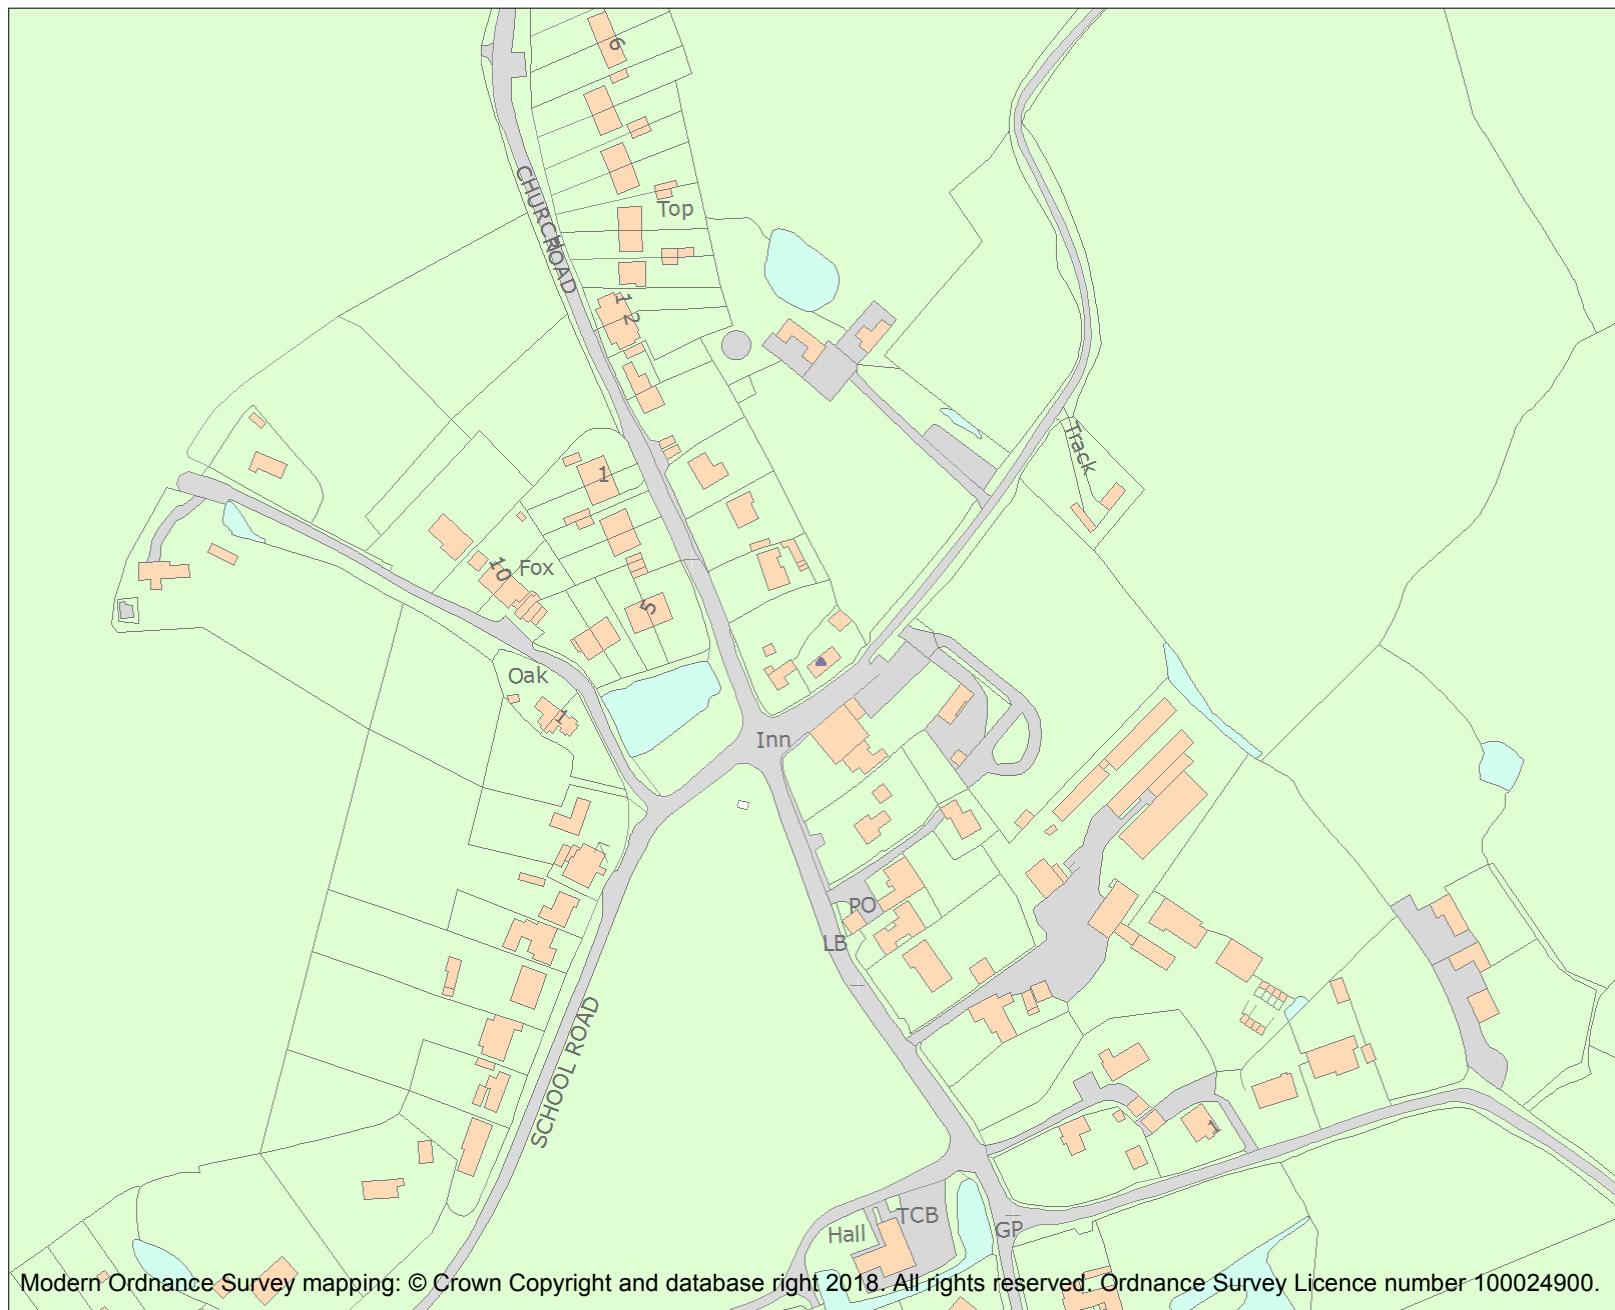 6
CHURCH
ROAD
Top
1
2
Track
1
10
Fox
5
Oak
1
Inn
PO
LB
SCHOOL ROAD
1
TCB
Hall
GP
Modern Ordnance Survey mapping: © Crown Copyright and database right 2018. All rights reserved. Ordnance Survey Licence number 100024900.